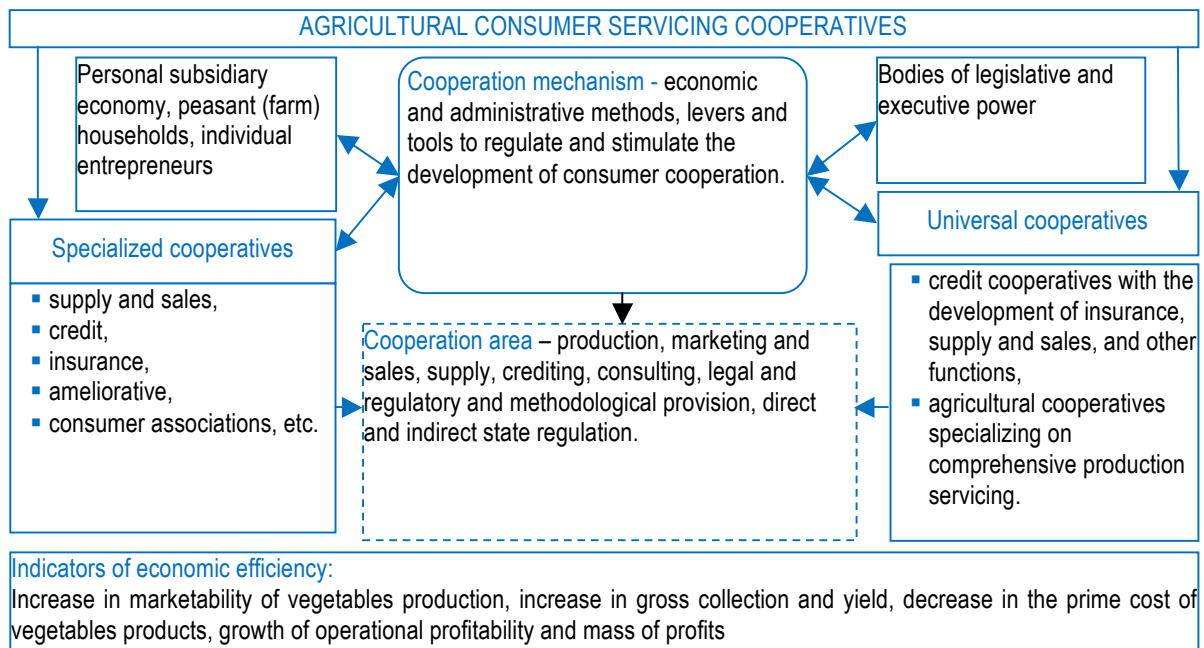 AGRICULTURAL CONSUMER SERVICING COOPERATIVES
Personal subsidiary
economy, peasant (farm)
households, individual
entrepreneurs
Cooperation mechanism - economic
and administrative methods, levers and
tools to regulate and stimulate the
development of consumer cooperation.
Bodies of legislative and
executive power
Specialized cooperatives
▪ supply and sales,
▪ credit,
▪ insurance,
▪ ameliorative,
▪ consumer associations, etc.
Cooperation area – production, marketing and
sales, supply, crediting, consulting, legal and
regulatory and methodological provision, direct
and indirect state regulation.
Universal cooperatives
▪ credit cooperatives with the
development of insurance,
supply and sales, and other
functions,
▪ agricultural cooperatives
specializing on
comprehensive production
servicing.
Indicators of economic efficiency:
Increase in marketability of vegetables production, increase in gross collection and yield, decrease in the prime cost of
vegetables products, growth of operational profitability and mass of profits